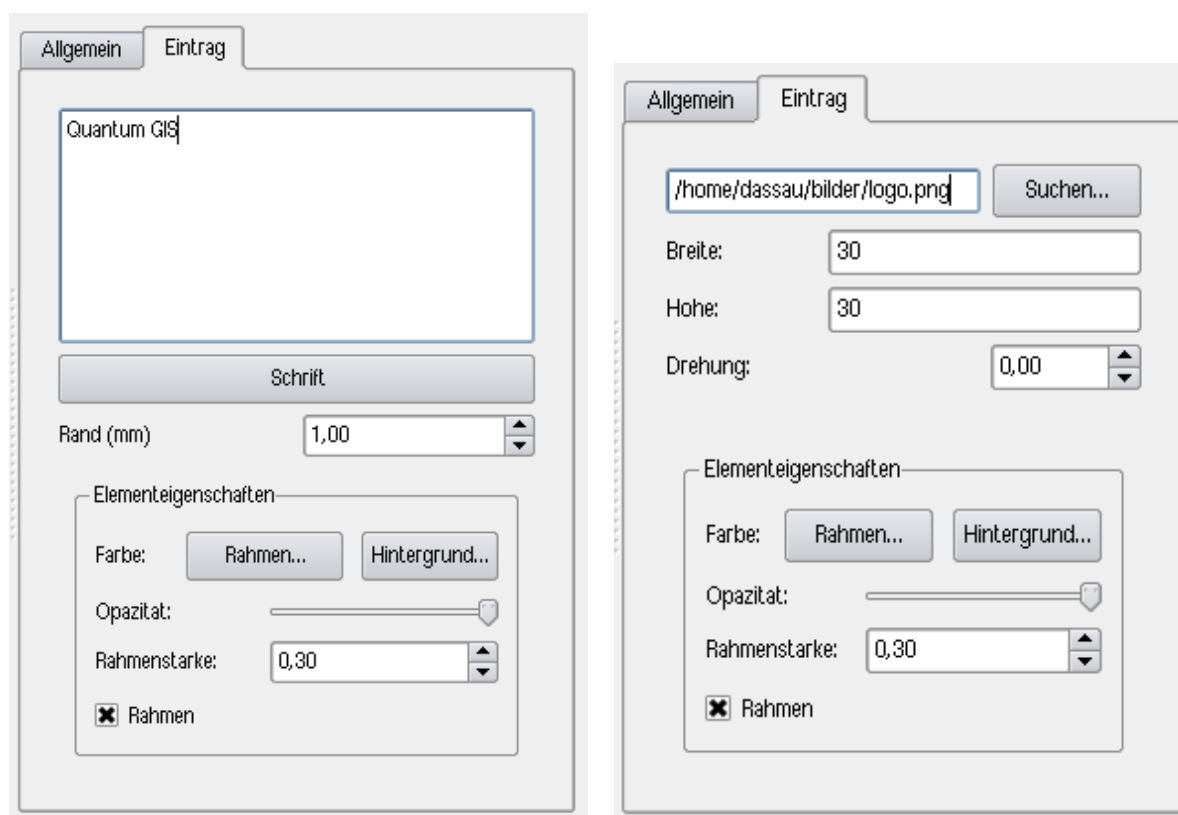 Allgemein Eintrag
Quantum GIS
Schrift
Rand (mm) 1,00
Elementeigenschaften
Farbe: Rahmen... Hintergrund...
Opazitat:
Rahmenstarke: 0,30
Rahmen
Allgemein Eintrag
/home/dassau/bilder/logo.png Suchen...
Breite: 30
Hohe: 30
Drehung: 0,00
Elementeigenschaften
Farbe: Rahmen... Hintergrund...
Opazitat:
Rahmenstarke: 0,30
Rahmen